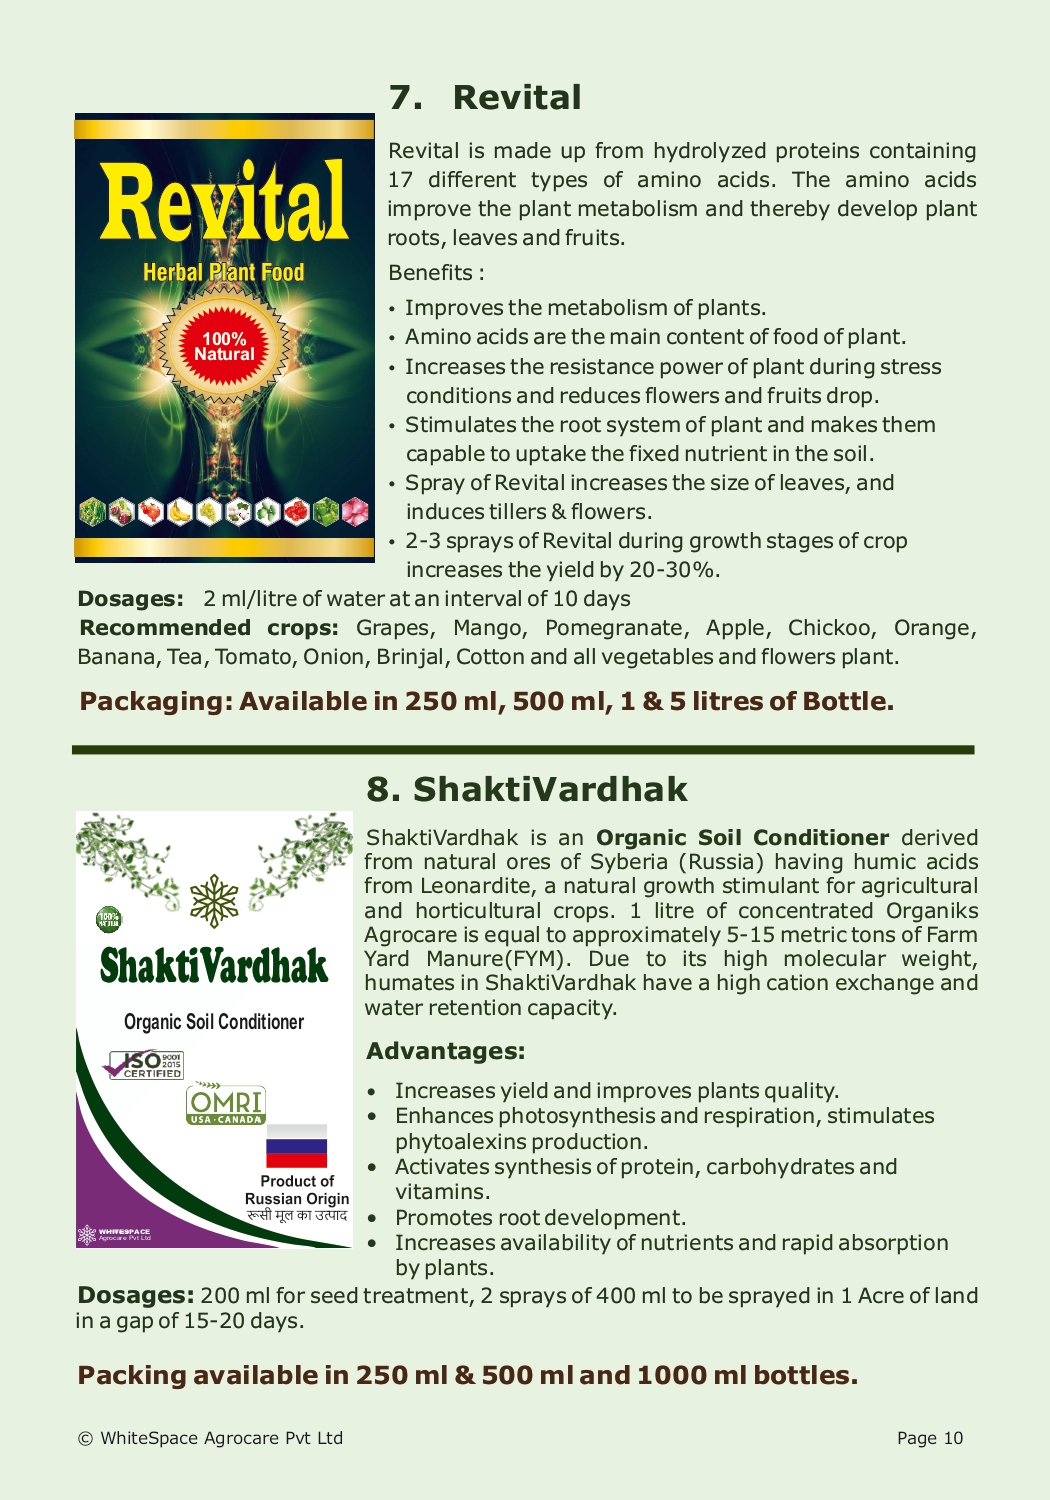 7. Revital
Revital
Herbal Plant Food
100%
Natural
Revital is made up from hydrolyzed proteins containing
17 different types of amino acids. The amino acids
improve the plant metabolism and thereby develop plant
roots, leaves and fruits.
Benefits :
• Improves the metabolism of plants.
• Amino acids are the main content of food of plant.
• Increases the resistance power of plant during stress
conditions and reduces flowers and fruits drop.
• Stimulates the root system of plant and makes them
capable to uptake the fixed nutrient in the soil.
• Spray of Revital increases the size of leaves, and
induces tillers & flowers.
• 2-3 sprays of Revital during growth stages of crop
increases the yield by 20-30%.
Dosages: 2 ml/litre of water at an interval of 10 days
Recommended crops: Grapes, Mango, Pomegranate, Apple, Chickoo, Orange,
Banana, Tea, Tomato, Onion, Brinjal, Cotton and all vegetables and flowers plant.
Packaging: Available in 250 ml, 500 ml, 1 & 5 litres of Bottle.
8. ShaktiVardhak
100%
NATURAL
ShaktiVardhak
Organic Soil Conditioner
ISO 9001
2015
CERTIFIED
OMRI
USA · CANADA
Product of
Russian Origin
रूसी मूल का उत्पाद
WHITESPACE
Agrocare Pvt Ltd
ShaktiVardhak is an Organic Soil Conditioner derived
from natural ores of Syberia (Russia) having humic acids
from Leonardite, a natural growth stimulant for agricultural
and horticultural crops. 1 litre of concentrated Organiks
Agrocare is equal to approximately 5-15 metric tons of Farm
Yard Manure(FYM). Due to its high molecular weight,
humates in ShaktiVardhak have a high cation exchange and
water retention capacity.
Advantages:
• Increases yield and improves plants quality.
• Enhances photosynthesis and respiration, stimulates
phytoalexins production.
• Activates synthesis of protein, carbohydrates and
vitamins.
• Promotes root development.
• Increases availability of nutrients and rapid absorption
by plants.
Dosages: 200 ml for seed treatment, 2 sprays of 400 ml to be sprayed in 1 Acre of land
in a gap of 15-20 days.
Packing available in 250 ml & 500 ml and 1000 ml bottles.
© WhiteSpace Agrocare Pvt Ltd
Page 10